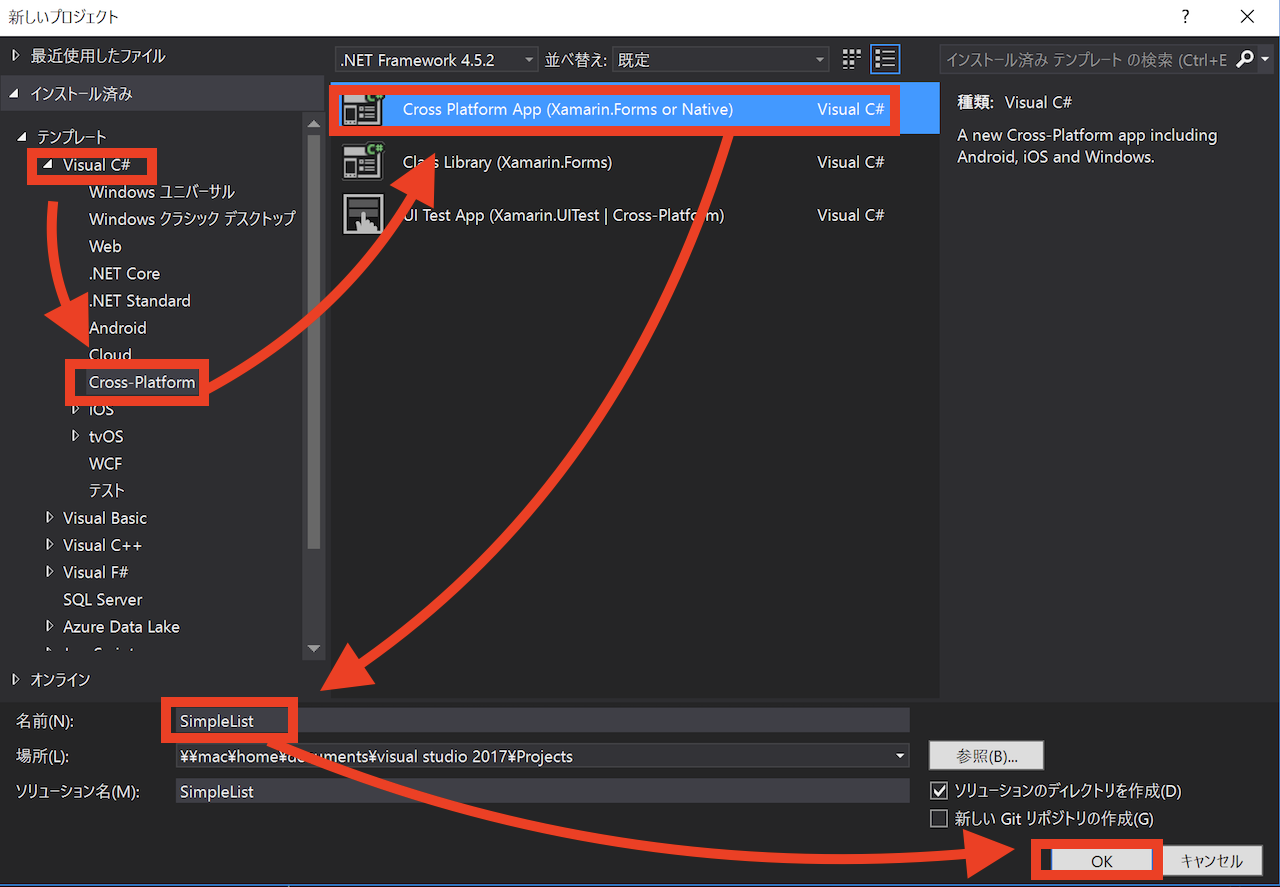 新しいプロジェクト
?
最近使用したファイル
.NET Framework 4.5.2
並べ替え:
既定
インストール済み テンプレート の検索 (Ctrl+E
インストール済み
テンプレート
Visual C#
Windows ユニバーサル
Windows クラシック デスクトップ
Web
.NET Core
.NET Standard
Android
Cloud
Cross-Platform
iOS
tvOS
WCF
テスト
Visual Basic
Visual C++
Visual F#
SQL Server
Azure Data Lake
オンライン
Cross Platform App (Xamarin.Forms or Native) Visual C#
Class Library (Xamarin.Forms) Visual C#
UI Test App (Xamarin.UITest | Cross-Platform) Visual C#
種類: Visual C#
A new Cross-Platform app including
Android, iOS and Windows.
名前(N): SimpleList
場所(L): ¥¥mac¥home¥documents¥visual studio 2017¥Projects
参照(B)...
ソリューション名(M): SimpleList
ソリューションのディレクトリを作成(D)
新しい Git リポジトリの作成(G)
OK
キャンセル